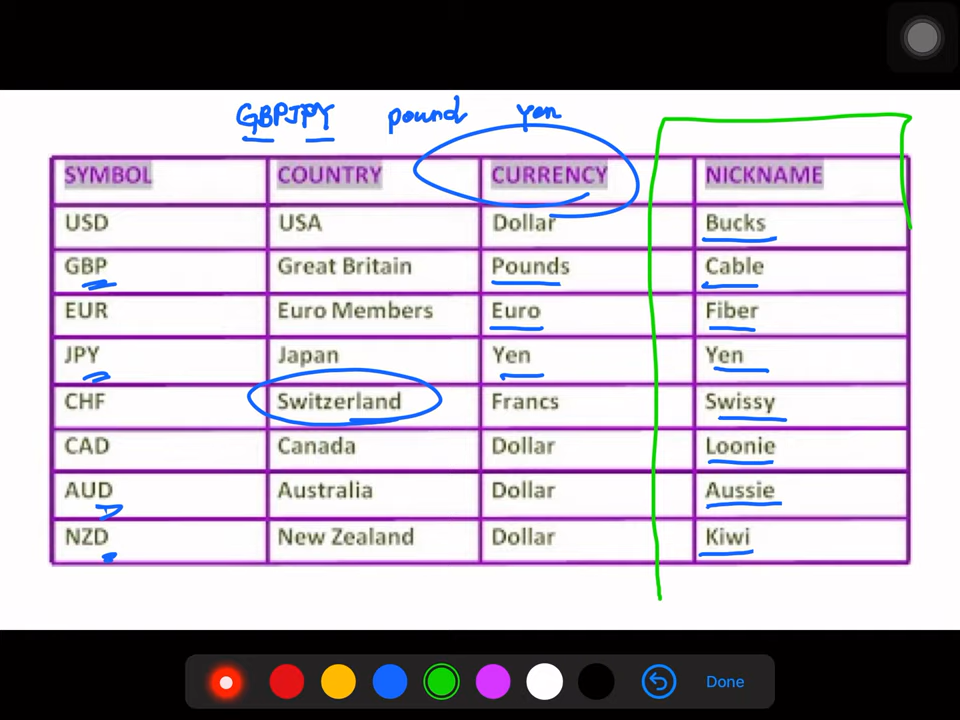 GBPJPY pound yen
SYMBOL COUNTRY CURRENCY NICKNAME
USD USA Dollar Bucks
GBP Great Britain Pounds Cable
EUR Euro Members Euro Fiber
JPY Japan Yen Yen
CHF Switzerland Francs Swissy
CAD Canada Dollar Loonie
AUD Australia Dollar Aussie
NZD New Zealand Dollar Kiwi
Done